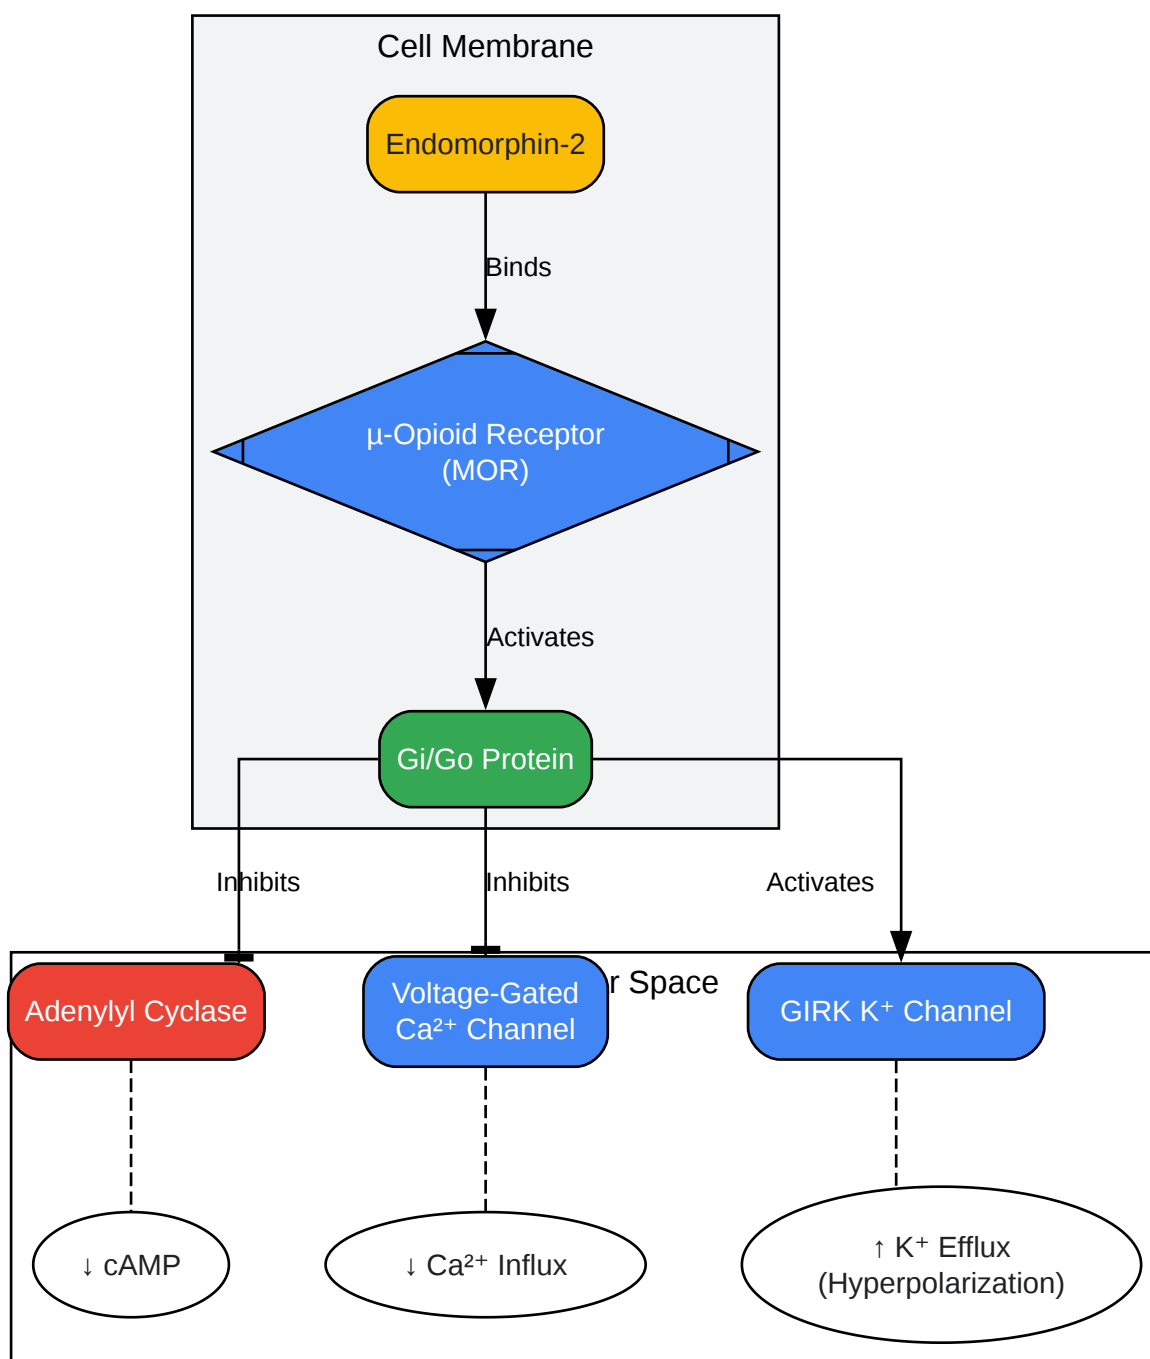 Cell Membrane
Endomorphin-2
Binds
µ-Opioid Receptor
(MOR)
Activates
Gi/Go Protein
Inhibits
Inhibits
Activates
Space
Adenylyl Cyclase
Voltage-Gated
Ca²⁺ Channel
GIRK K⁺ Channel
↓ cAMP
↓ Ca²⁺ Influx
↑ K⁺ Efflux
(Hyperpolarization)